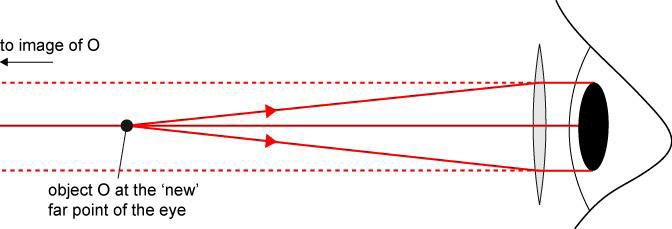 to image of O
object O at the ‘new’
far point of the eye